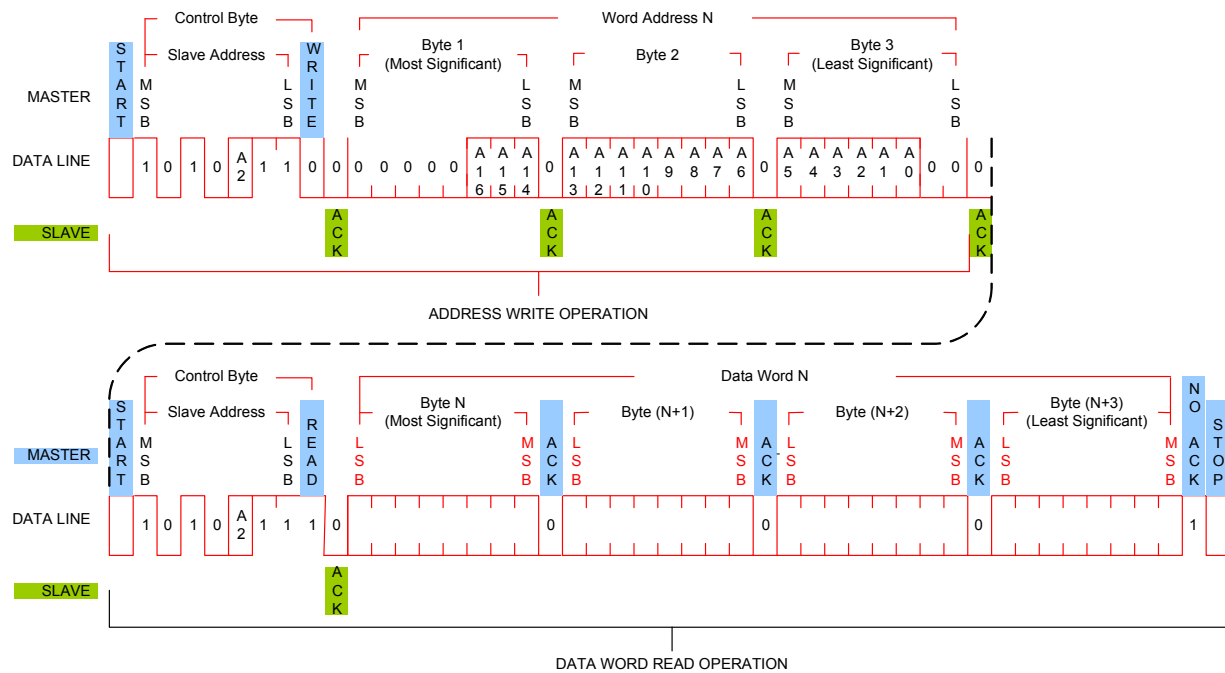 Control Byte
Word Address N
Slave Address
Byte 1
(Most Significant)
Byte 2
Byte 3
(Least Significant)
START
MSB
LSB
WRITE
MSB
LSB
MSB
LSB
MSB
LSB
MASTER
DATA LINE
1 0 1 0 A2 1 1 0 0 0 0 0 0 0 A16 A15 A14 0 A13 A12 A11 A10 A9 A8 A7 A6 0 A5 A4 A3 A2 A1 A0 0 0 0
SLAVE
ACK
ACK
ACK
ACK
ADDRESS WRITE OPERATION
Control Byte
Data Word N
Slave Address
Byte N
(Most Significant)
Byte (N+1)
Byte (N+2)
Byte (N+3)
(Least Significant)
START
MSB
LSB
READ
LSB
MSB
ACK
LSB
MSB
ACK
LSB
MSB
ACK
LSB
MSB
NO ACK
STOP
MASTER
DATA LINE
1 0 1 0 A2 1 1 1 0 0 0 0 1
SLAVE
ACK
DATA WORD READ OPERATION